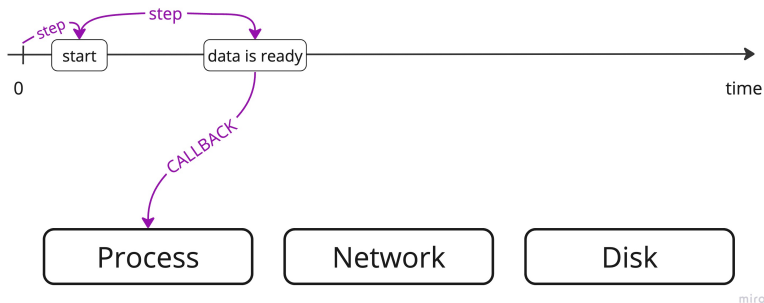 step
step
start
data is ready
0
time
CALLBACK
Process
Network
Disk
miro